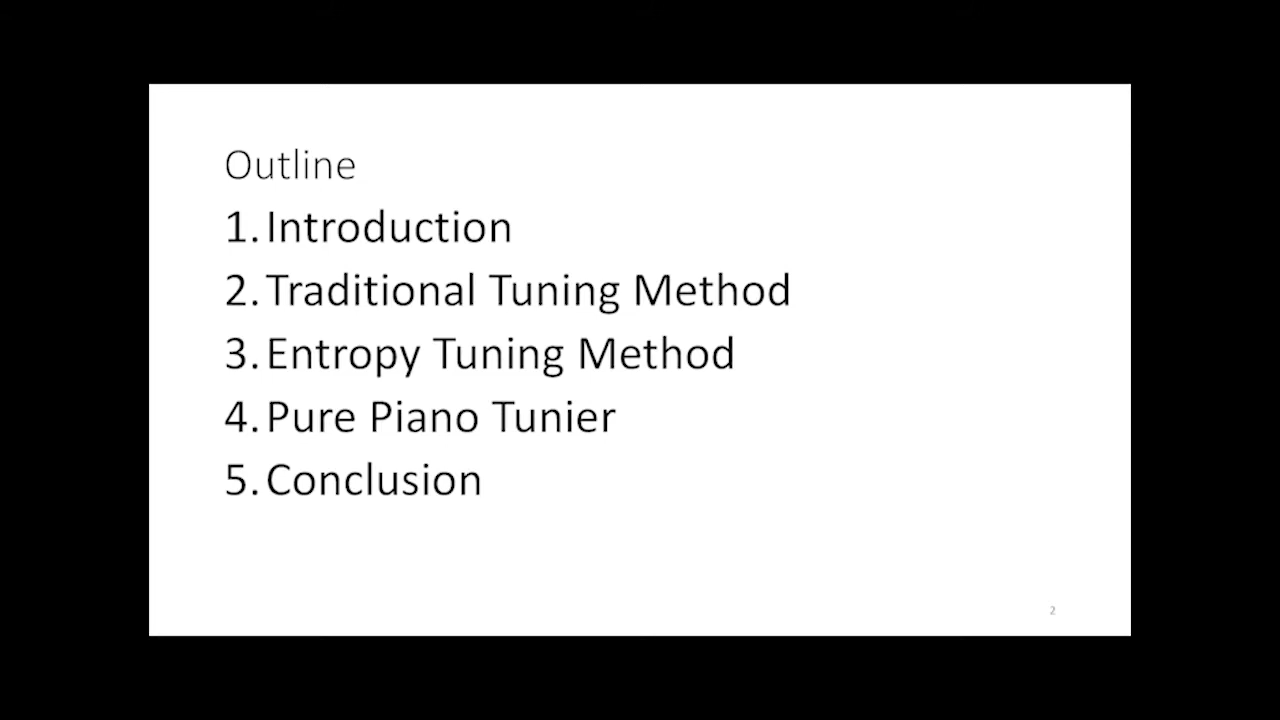 Outline
1. Introduction
2. Traditional Tuning Method
3. Entropy Tuning Method
4. Pure Piano Tunier
5. Conclusion
2